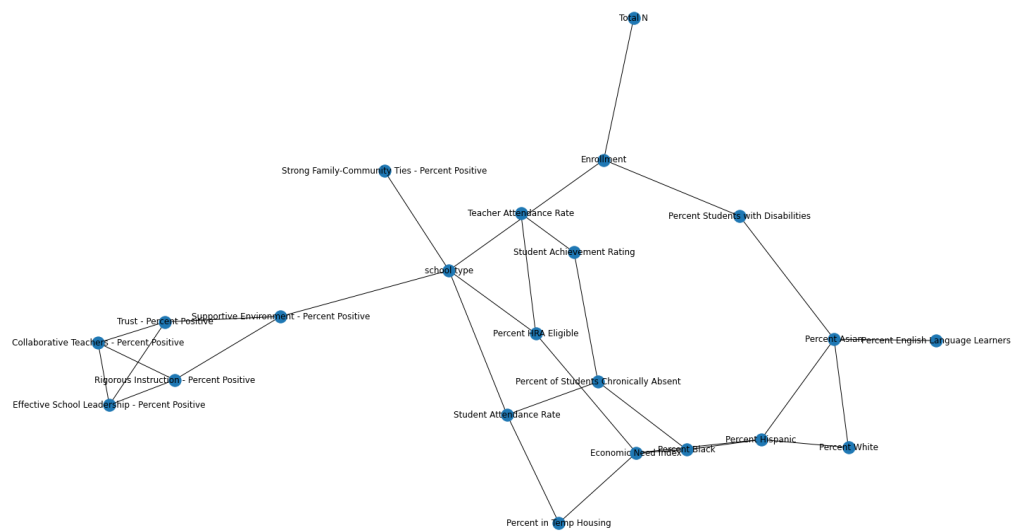 Total N
Enrollment
Strong Family-Community Ties - Percent Positive
Teacher Attendance Rate
Percent Students with Disabilities
Student Achievement Rating
school type
Supportive Environment - Percent Positive
Trust - Percent Positive
Percent HRA Eligible
Percent Asian
Percent English Language Learners
Collaborative Teachers - Percent Positive
Rigorous Instruction - Percent Positive
Percent of Students Chronically Absent
Effective School Leadership - Percent Positive
Student Attendance Rate
Percent Hispanic
Percent White
Percent Black
Economic Need Index
Percent in Temp Housing